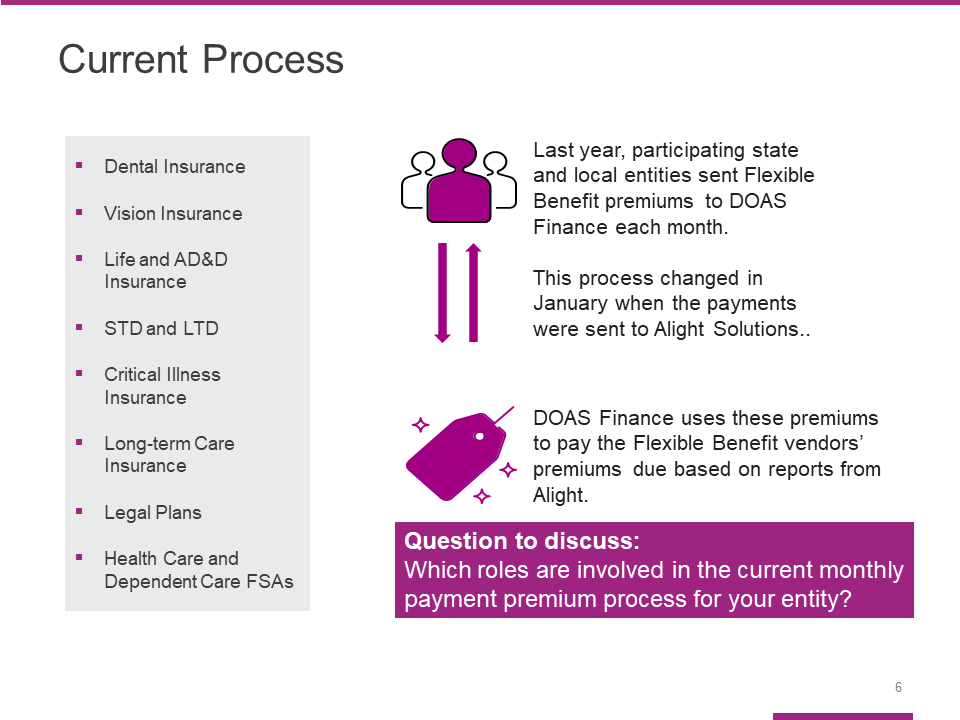 Current Process
▪ Dental Insurance
▪ Vision Insurance
▪ Life and AD&D
Insurance
▪ STD and LTD
▪ Critical Illness
Insurance
▪ Long-term Care
Insurance
▪ Legal Plans
▪ Health Care and
Dependent Care FSAs
Last year, participating state
and local entities sent Flexible
Benefit premiums to DOAS
Finance each month.
This process changed in
January when the payments
were sent to Alight Solutions..
DOAS Finance uses these premiums
to pay the Flexible Benefit vendors’
premiums due based on reports from
Alight.
Question to discuss:
Which roles are involved in the current monthly
payment premium process for your entity?
6